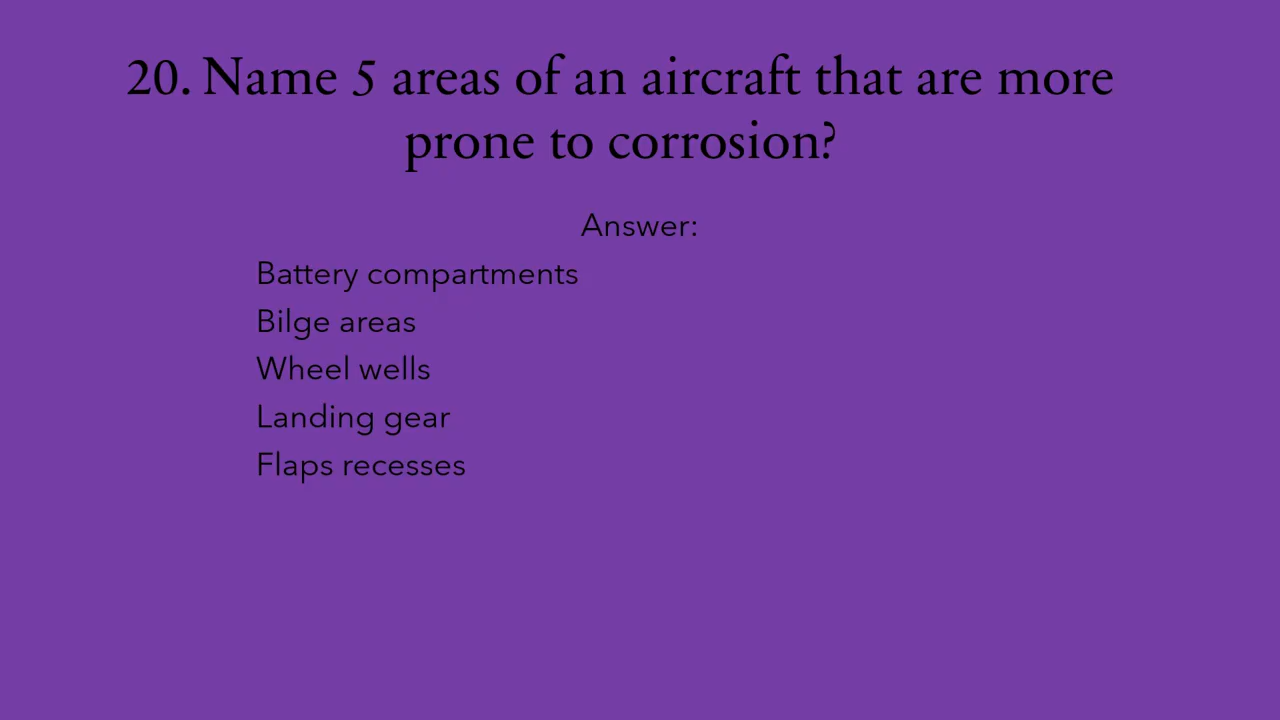 20. Name 5 areas of an aircraft that are more
prone to corrosion?
Answer:
Battery compartments
Bilge areas
Wheel wells
Landing gear
Flaps recesses